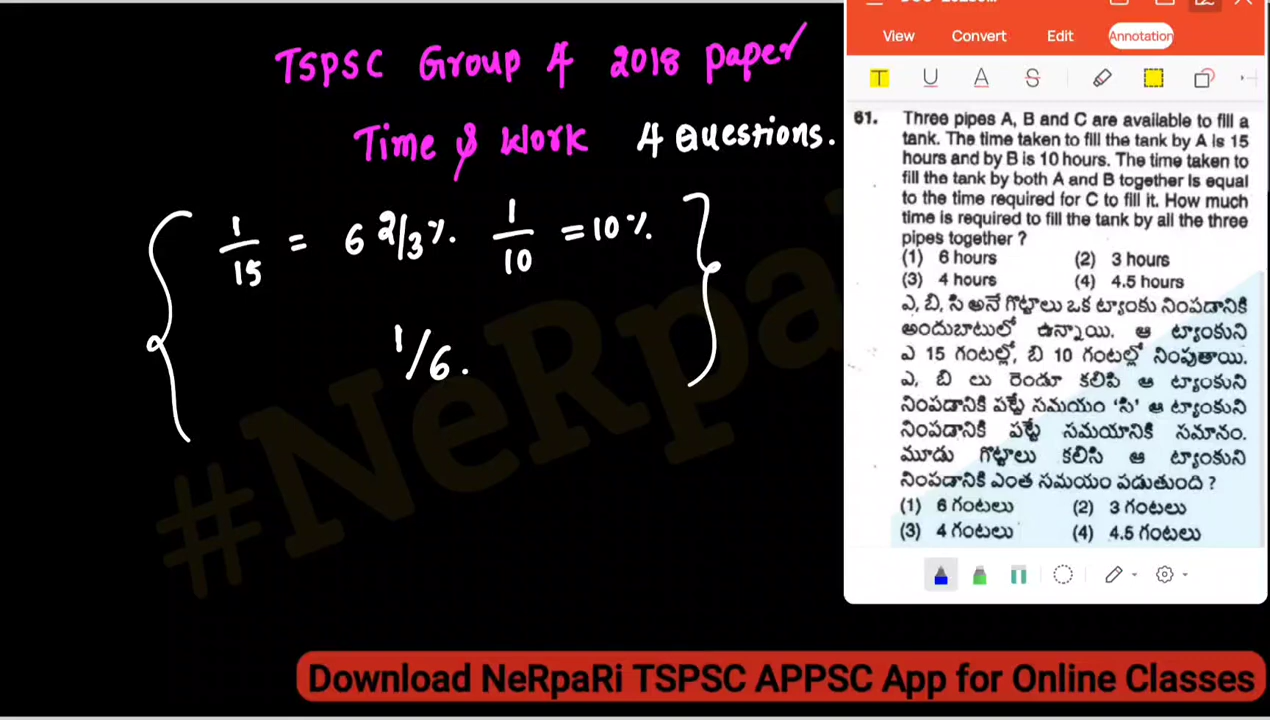 TSPSC Group 4 2018 paper
Time & Work 4 Questions.
1/15 = 6 2/3 %. 1/10 = 10 %.
1/6.
#NeRpa
View Convert Edit Annotation
61. Three pipes A, B and C are available to fill a
tank. The time taken to fill the tank by A is 15
hours and by B is 10 hours. The time taken to
fill the tank by both A and B together is equal
to the time required for C to fill it. How much
time is required to fill the tank by all the three
pipes together ?
(1) 6 hours (2) 3 hours
(3) 4 hours (4) 4.5 hours
ఎ, బి, సి అనే గొట్టాలు ఒక ట్యాంకు నింపడానికి
అందుబాటులో ఉన్నాయి. ఆ ట్యాంకుని
ఎ 15 గంటల్లో, బి 10 గంటల్లో నింపుతాయి.
ఎ, బి లు రెండూ కలిపి ఆ ట్యాంకుని
నింపడానికి పట్టే సమయం 'సి' ఆ ట్యాంకుని
నింపడానికి పట్టే సమయానికి సమానం.
మూడు గొట్టాలు కలిసి ఆ ట్యాంకుని
నింపడానికి ఎంత సమయం పడుతుంది ?
(1) 6 గంటలు (2) 3 గంటలు
(3) 4 గంటలు (4) 4.5 గంటలు
Download NeRpaRi TSPSC APPSC App for Online Classes